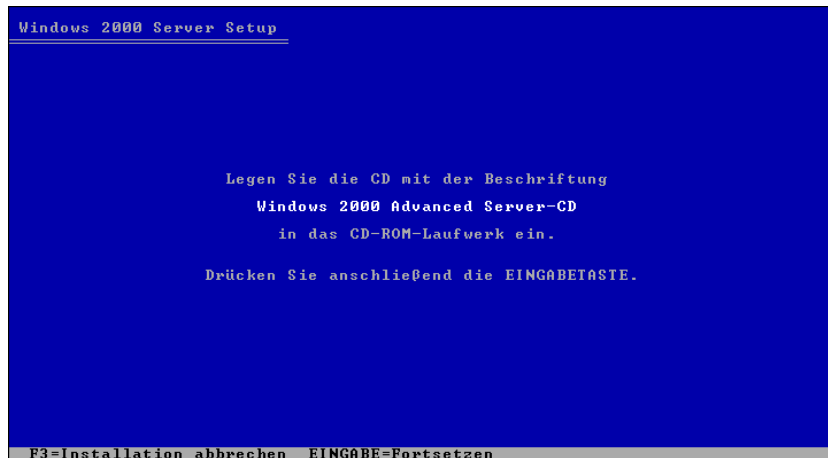 Windows 2000 Server Setup
Legen Sie die CD mit der Beschriftung
Windows 2000 Advanced Server-CD
in das CD-ROM-Laufwerk ein.
Drücken Sie anschließend die EINGABETASTE.
F3=Installation abbrechen EINGABE=Fortsetzen